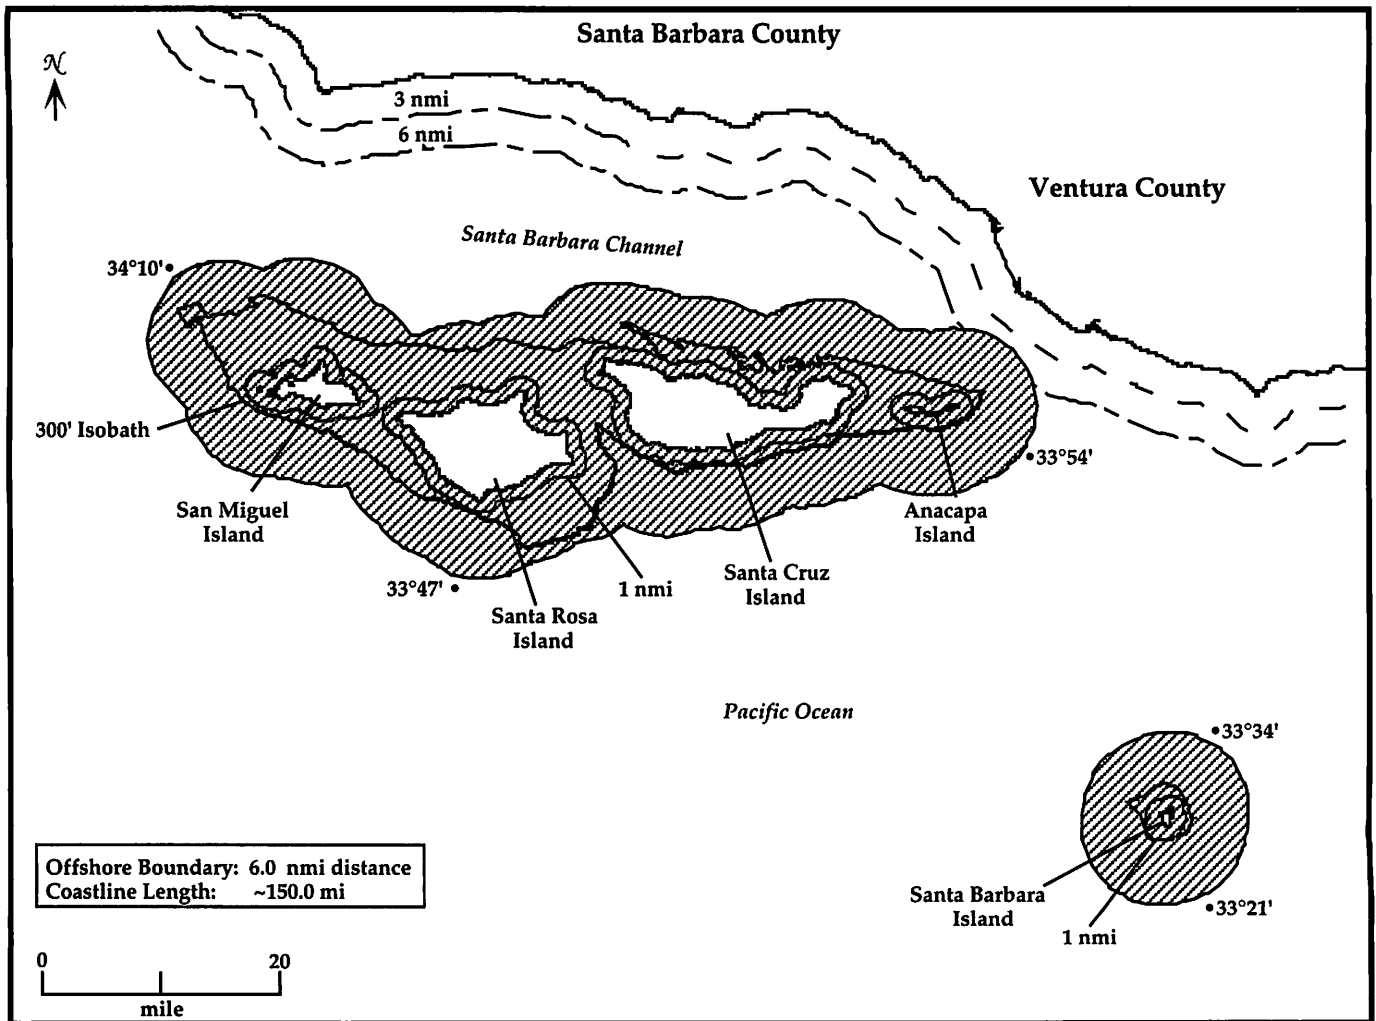 Santa Barbara County
N
3 nmi
6 nmi
Ventura County
Santa Barbara Channel
34°10'
300' Isobath
33°54'
San Miguel
Island
Anacapa
Island
Santa Cruz
Island
1 nmi
33°47'
Santa Rosa
Island
Pacific Ocean
33°34'
Offshore Boundary: 6.0 nmi distance
Coastline Length: ~150.0 mi
Santa Barbara
Island
33°21'
1 nmi
0 20
mile